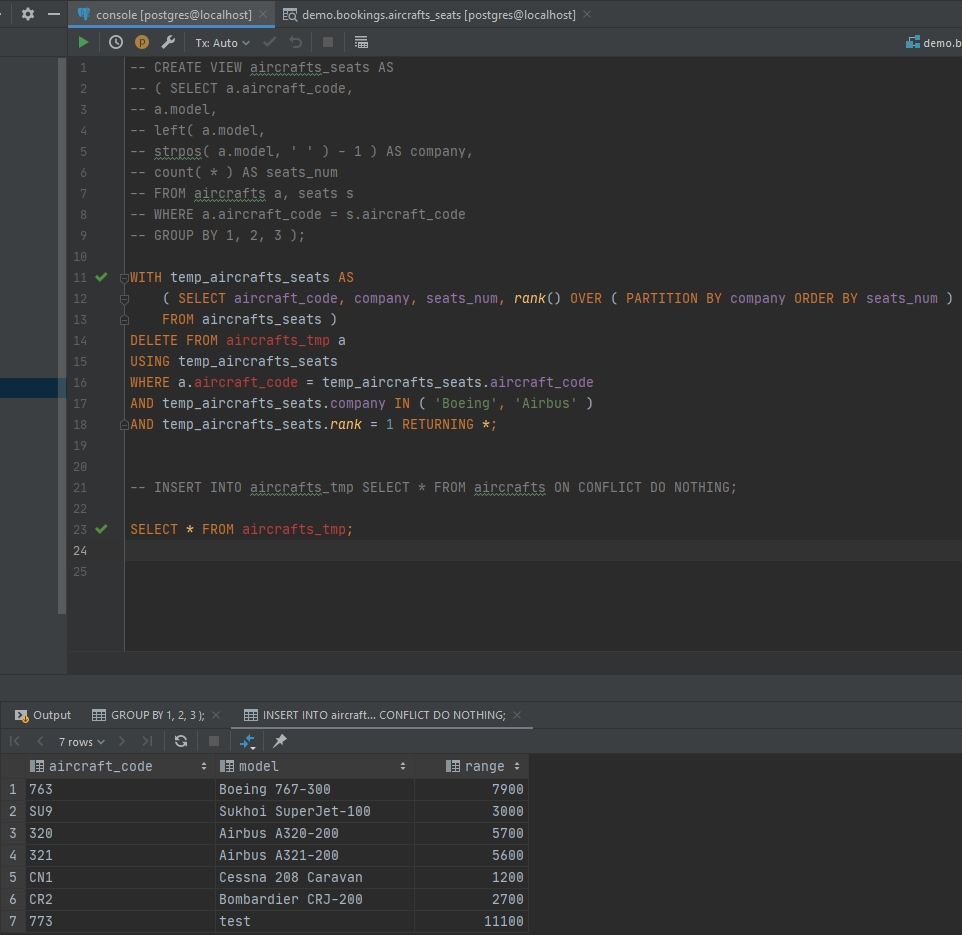 console [postgres@localhost]
demo.bookings.aircrafts_seats [postgres@localhost]
Tx: Auto
demo.b
1 -- CREATE VIEW aircrafts_seats AS
2 -- ( SELECT a.aircraft_code,
3 -- a.model,
4 -- left( a.model,
5 -- strpos( a.model, ' ' ) - 1 ) AS company,
6 -- count( * ) AS seats_num
7 -- FROM aircrafts a, seats s
8 -- WHERE a.aircraft_code = s.aircraft_code
9 -- GROUP BY 1, 2, 3 );
10
11 WITH temp_aircrafts_seats AS
12 ( SELECT aircraft_code, company, seats_num, rank() OVER ( PARTITION BY company ORDER BY seats_num )
13 FROM aircrafts_seats )
14 DELETE FROM aircrafts_tmp a
15 USING temp_aircrafts_seats
16 WHERE a.aircraft_code = temp_aircrafts_seats.aircraft_code
17 AND temp_aircrafts_seats.company IN ( 'Boeing', 'Airbus' )
18 AND temp_aircrafts_seats.rank = 1 RETURNING *;
19
20
21 -- INSERT INTO aircrafts_tmp SELECT * FROM aircrafts ON CONFLICT DO NOTHING;
22
23 SELECT * FROM aircrafts_tmp;
24
25
Output
GROUP BY 1, 2, 3 );
INSERT INTO aircraft... CONFLICT DO NOTHING;
7 rows
aircraft_code model range
1 763 Boeing 767-300 7900
2 SU9 Sukhoi SuperJet-100 3000
3 320 Airbus A320-200 5700
4 321 Airbus A321-200 5600
5 CN1 Cessna 208 Caravan 1200
6 CR2 Bombardier CRJ-200 2700
7 773 test 11100